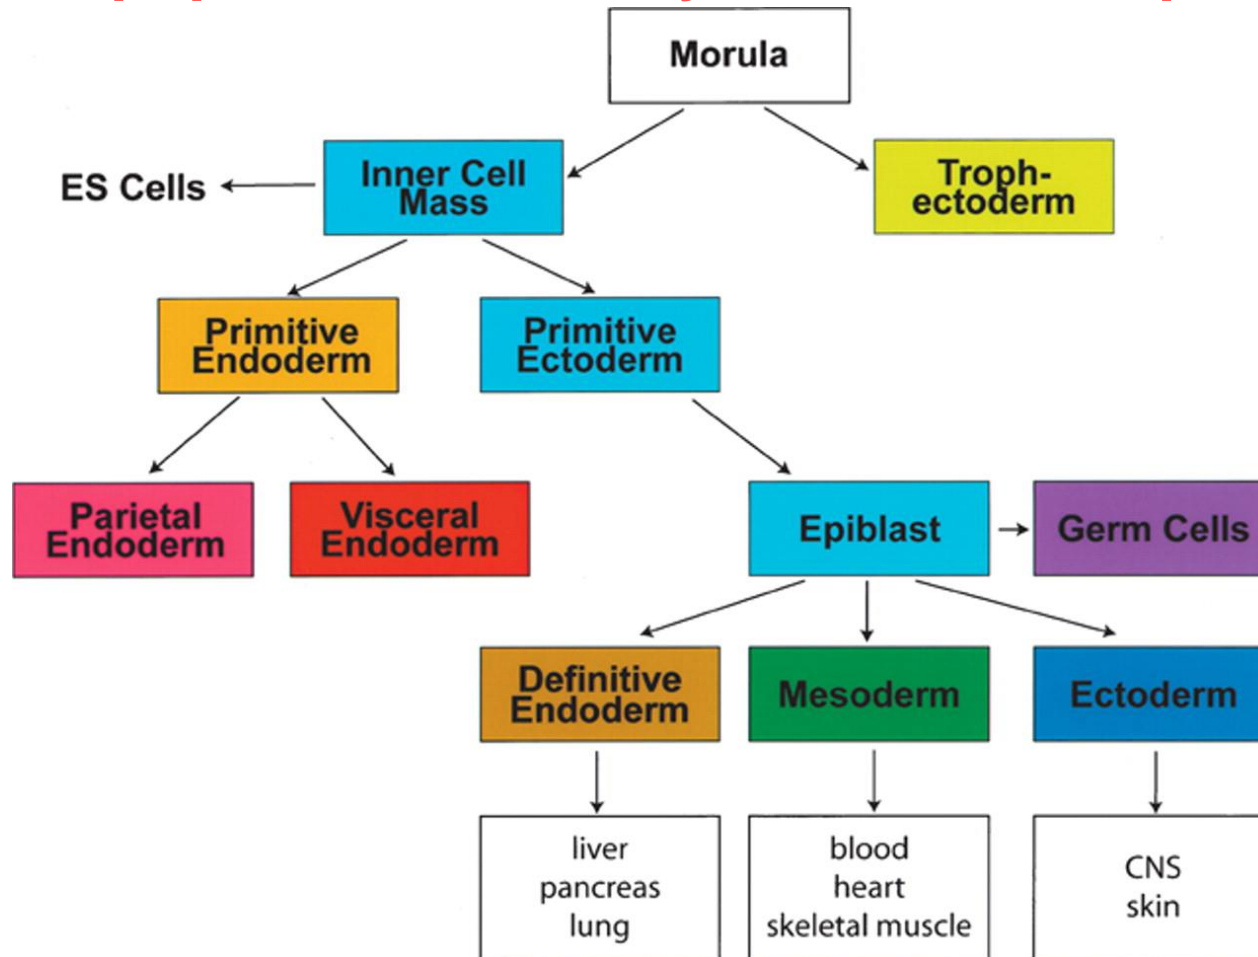 Morula
ES Cells
Inner Cell
Mass
Troph-
ectoderm
Primitive
Endoderm
Primitive
Ectoderm
Parietal
Endoderm
Visceral
Endoderm
Epiblast
Germ Cells
Definitive
Endoderm
Mesoderm
Ectoderm
liver
pancreas
lung
blood
heart
skeletal muscle
CNS
skin